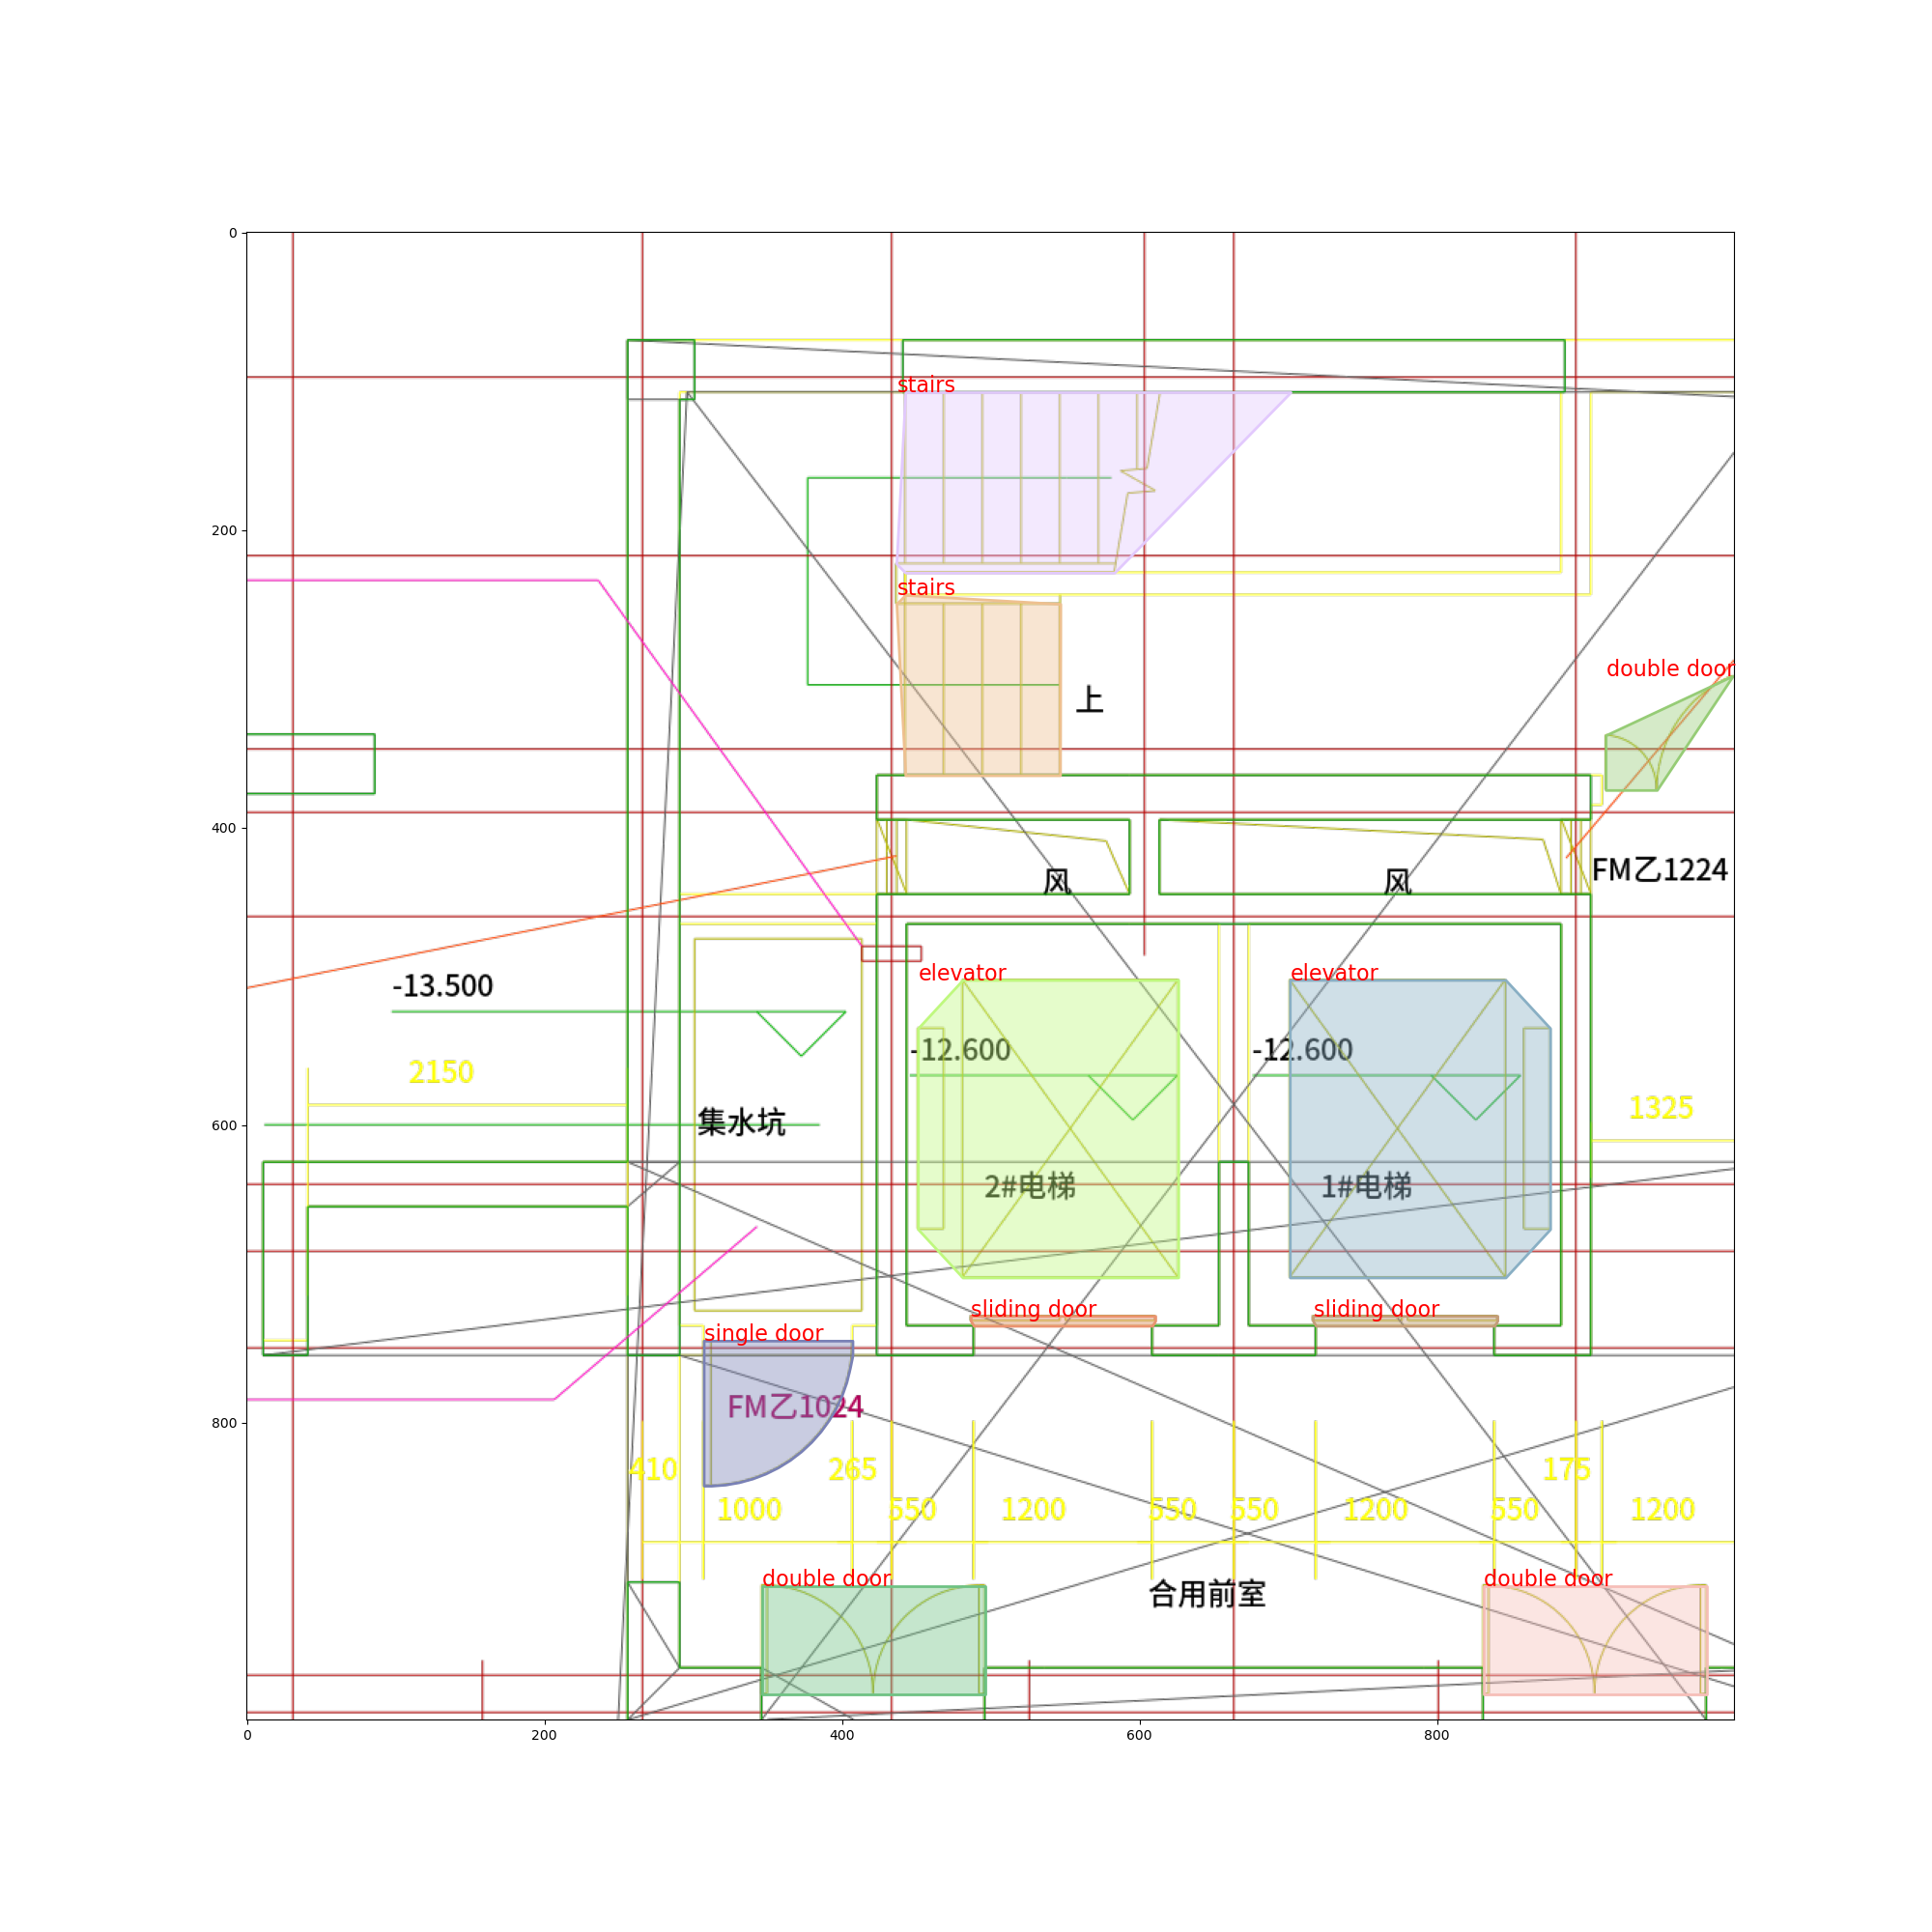 0
stairs
200
stairs
double door
上
400
风
风
FM乙1224
elevator
elevator
-13.500
-12.600
-12.600
2150
1325
600
集水坑
2#电梯
1#电梯
sliding door
sliding door
single door
FM乙1024
800
410
265
175
1000
550
1200
550
550
1200
550
1200
double door
double door
合用前室
0
200
400
600
800